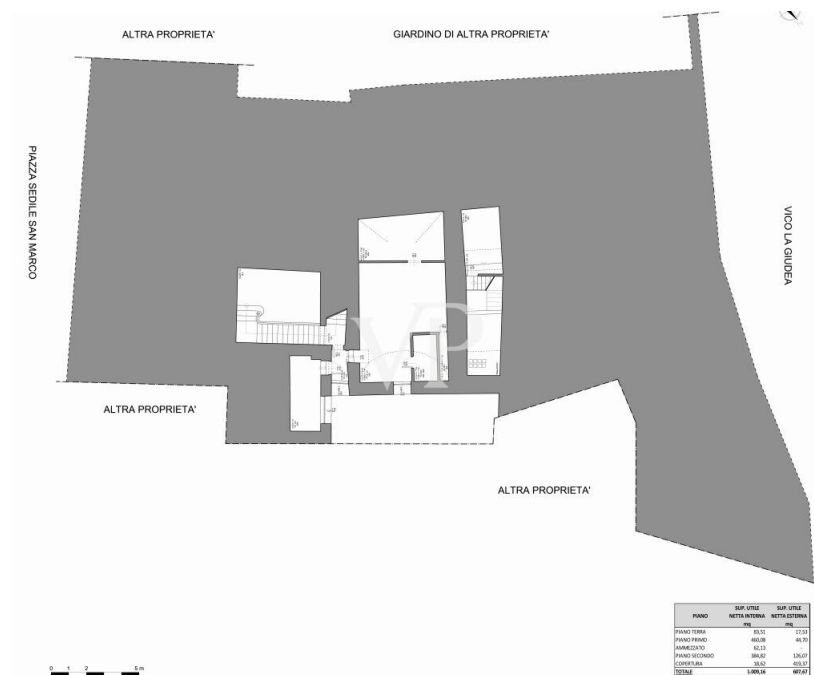 ALTRA PROPRIETA'
GIARDINO DI ALTRA PROPRIETA'
PIAZZA SEDILE SAN MARCO
VICO LA GIUDEA
VP
ALTRA PROPRIETA'
ALTRA PROPRIETA'
PIANO SUP. UTILE NETTA INTERNA mq SUP. UTILE NETTA ESTERNA mq
PIANO TERRA 83,51 17,53
PIANO PRIMO 460,08 44,70
AMMEZZATO 62,13 -
PIANO SECONDO 384,82 126,07
COPERTURA 18,62 419,37
TOTALE 1.009,16 607,67
0 1 2 5 m